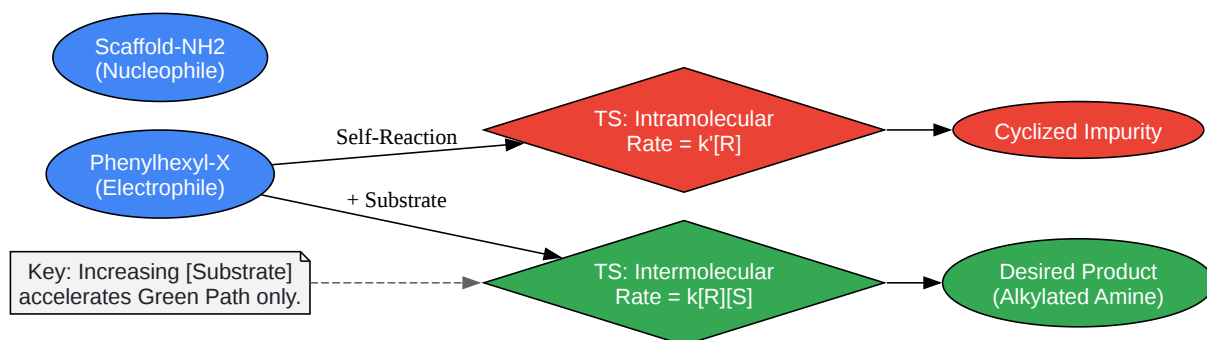 Scaffold-NH2
(Nucleophile)
Phenylhexyl-X
(Electrophile)
Self-Reaction
+ Substrate
TS: Intramolecular
Rate = k'[R]
Cyclized Impurity
Key: Increasing [Substrate]
accelerates Green Path only.
TS: Intermolecular
Rate = k[R][S]
Desired Product
(Alkylated Amine)